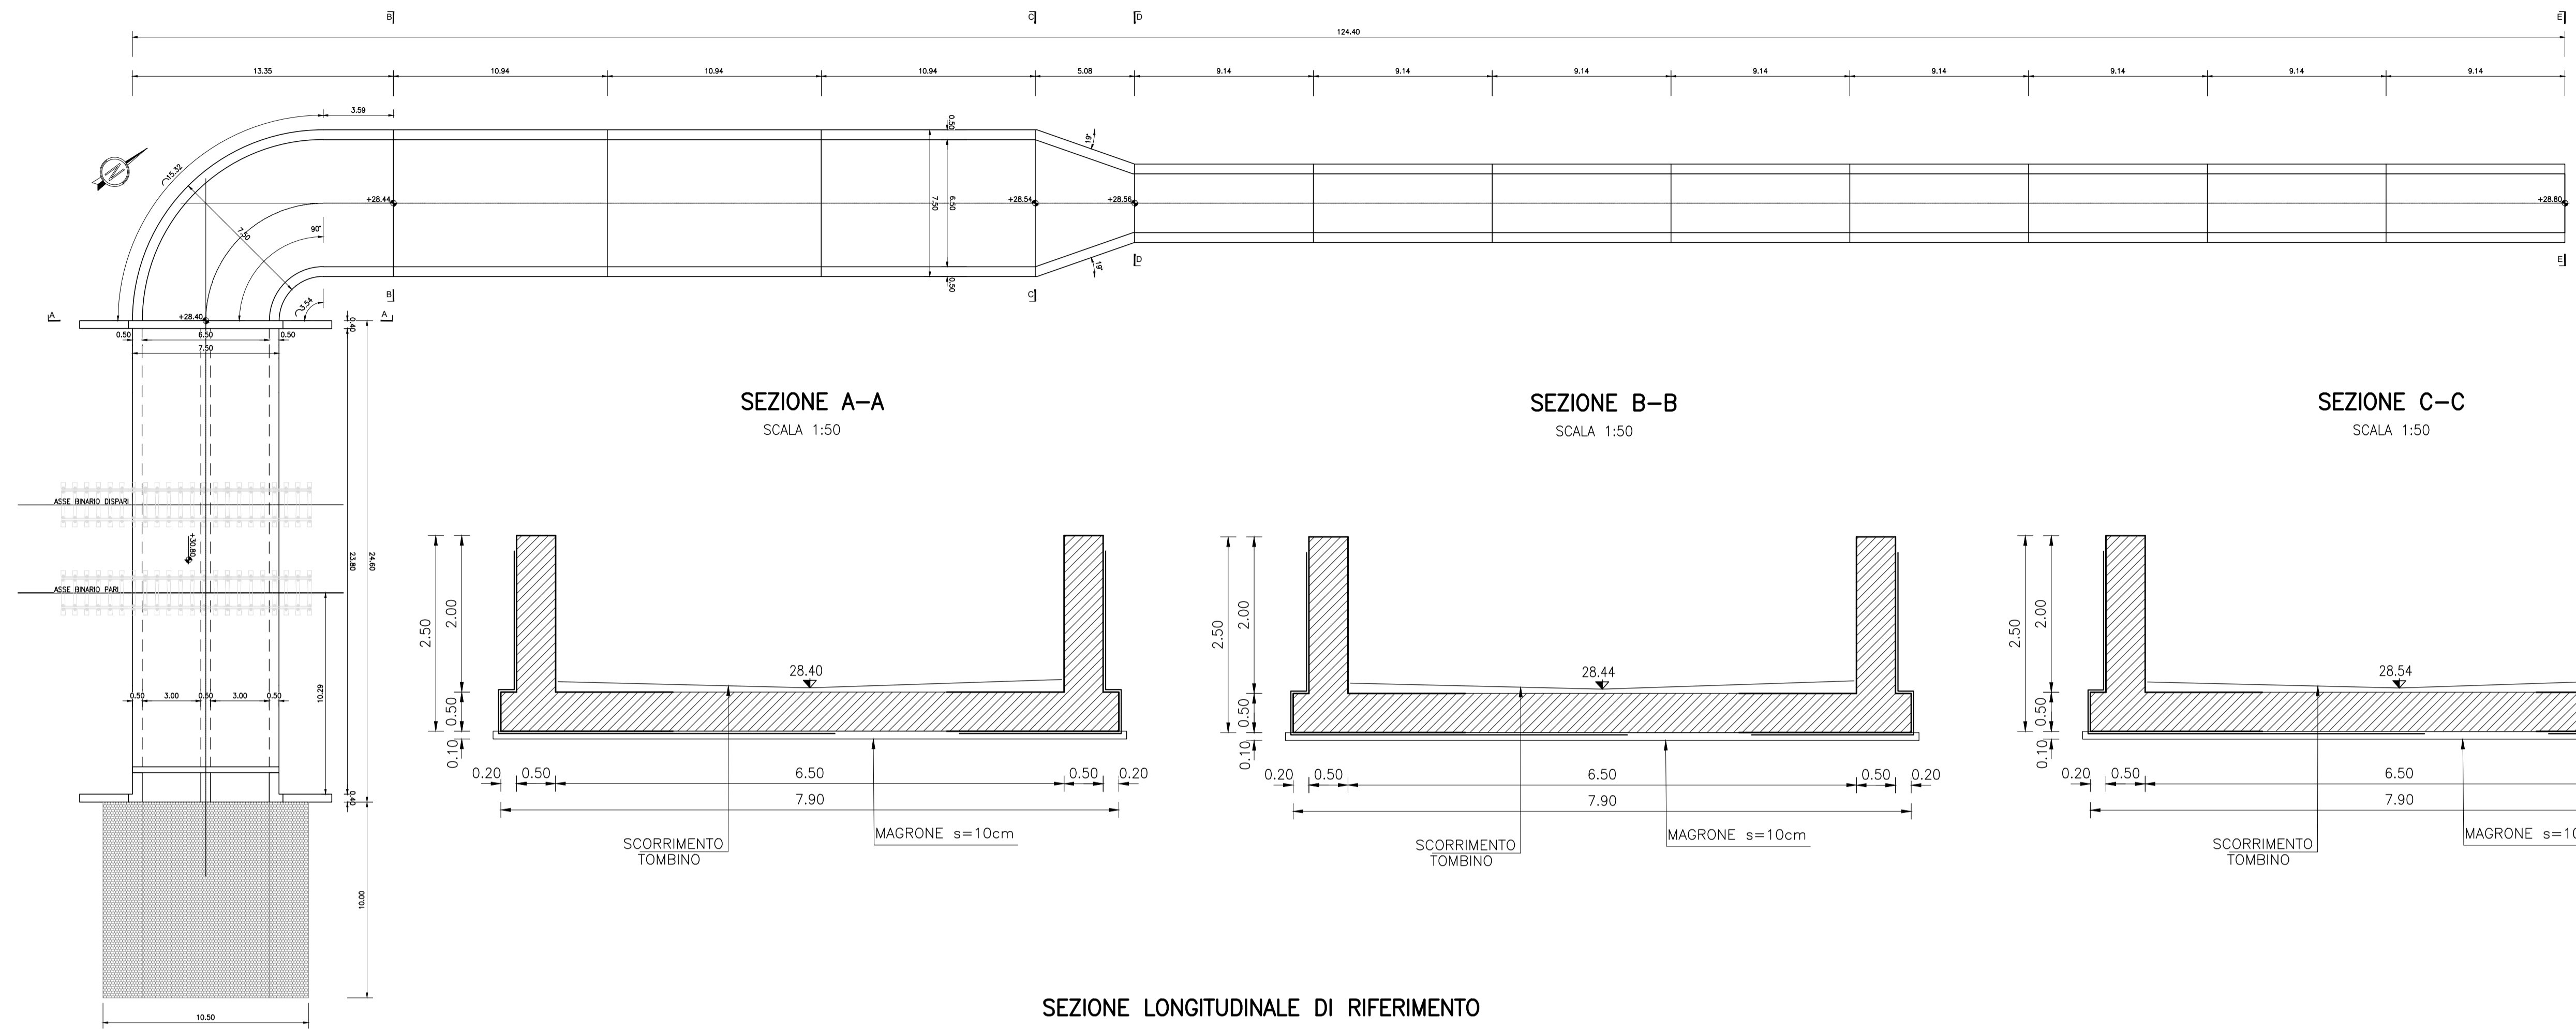 B C D E
124.40
13.35 10.94 10.94 10.94 5.08 9.14 9.14 9.14 9.14 9.14 9.14 9.14 9.14
3.59
0.50
19°
15.32
N
+28.44 +28.54 +28.56 +28.80
7.50 6.50
7.50
90°
D E
19°
0.50
B C
3.54
A +28.40 A
0.40
0.50 6.50 0.50
7.50
SEZIONE A-A SEZIONE B-B SEZIONE C-C
SCALA 1:50 SCALA 1:50 SCALA 1:50
ASSE BINARIO DISPARI
+30.80
23.80 24.60
ASSE BINARIO PARI
0.50 3.00 0.50 3.00 0.50
10.29
0.40
10.00
10.50
2.50 2.00 0.50 0.10
28.40
0.20 0.50 6.50 0.50 0.20
7.90
SCORRIMENTO
TOMBINO
MAGRONE s=10cm
2.50 2.00 0.50 0.10
28.44
0.20 0.50 6.50 0.50 0.20
7.90
SCORRIMENTO
TOMBINO
MAGRONE s=10cm
2.50 2.00 0.50 0.10
28.54
0.20 0.50 6.50
7.90
SCORRIMENTO
TOMBINO
MAGRONE s=10
SEZIONE LONGITUDINALE DI RIFERIMENTO